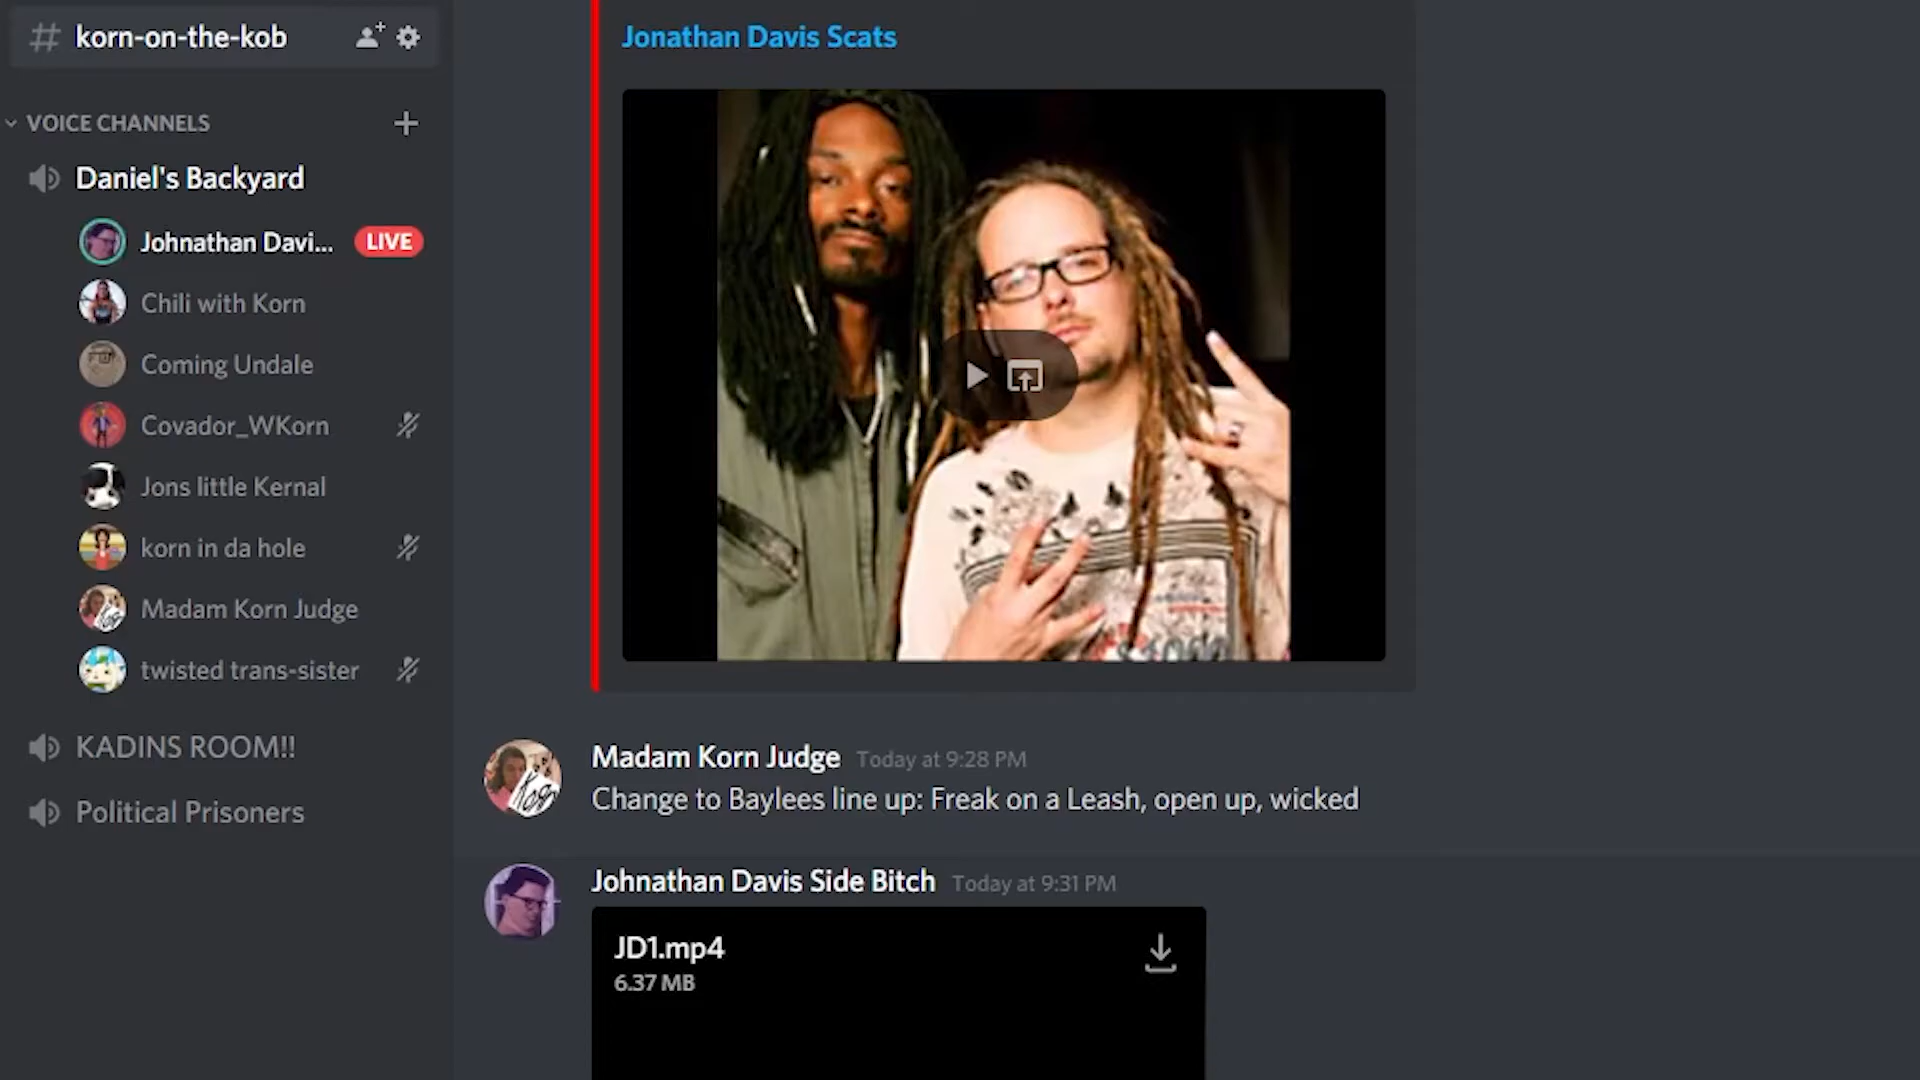 korn-on-the-kob
VOICE CHANNELS
Daniel's Backyard
Johnathan Davi... LIVE
Chili with Korn
Coming Undale
Covador_WKorn
Jons little Kernal
korn in da hole
Madam Korn Judge
twisted trans-sister
KADINS ROOM!!
Political Prisoners
Jonathan Davis Scats
Madam Korn Judge Today at 9:28 PM
Change to Baylees line up: Freak on a Leash, open up, wicked
Johnathan Davis Side Bitch Today at 9:31 PM
JD1.mp4
6.37 MB